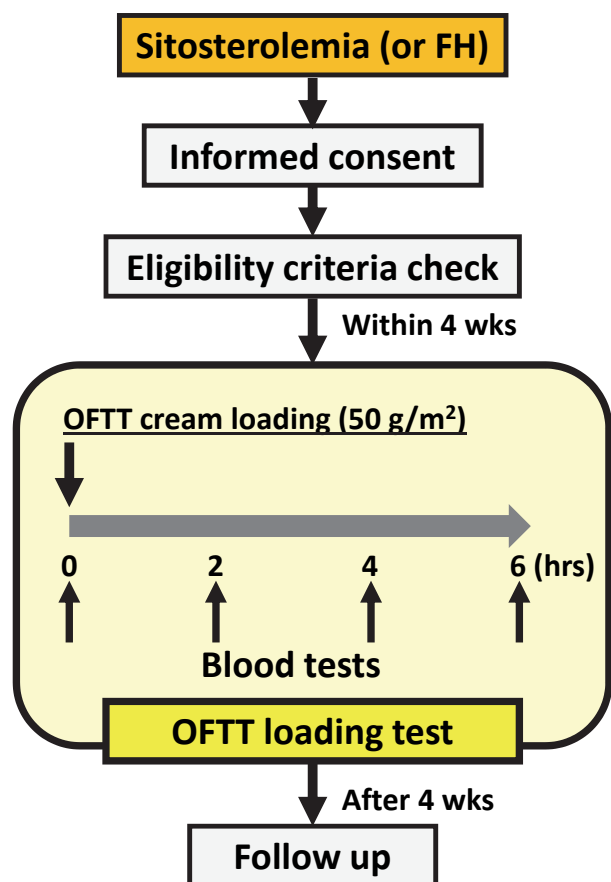 Sitosterolemia (or FH)
Informed consent
Eligibility criteria check
Within 4 wks
OFTT cream loading (50 g/m²)
0 2 4 6 (hrs)
Blood tests
OFTT loading test
After 4 wks
Follow up